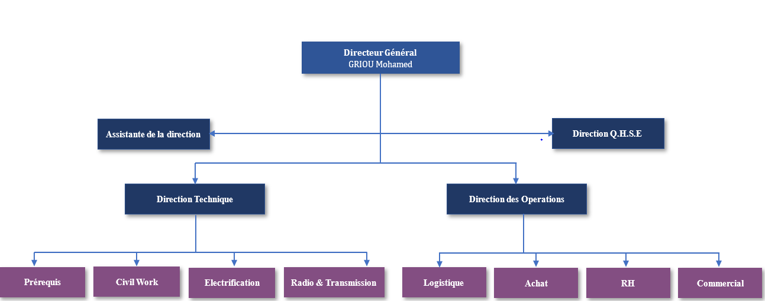 Directeur Général
GRIOU Mohamed
Assistante de la direction
Direction Q.H.S.E
Direction Technique
Direction des Operations
Prèrequis
Civil Work
Electrification
Radio & Transmission
Logistique
Achat
RH
Commercial